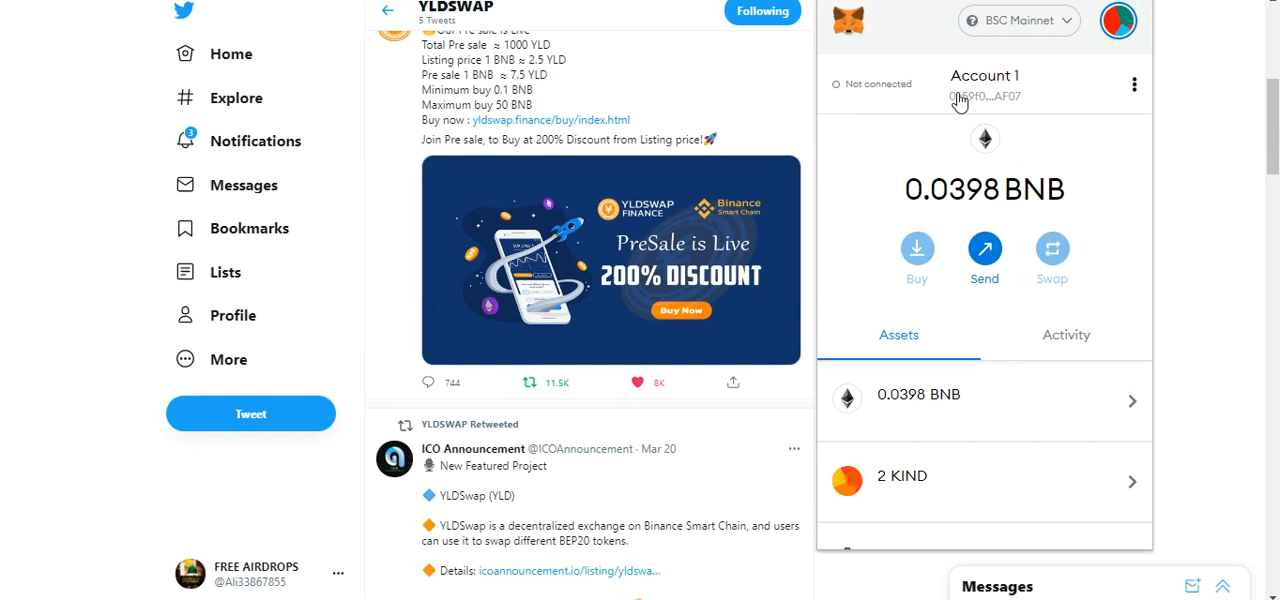 Home
Explore
3
Notifications
Messages
Bookmarks
Lists
Profile
More
Tweet
FREE AIRDROPS
@Ali33867855
YLDSWAP
5 Tweets
Following
Our Pre sale is Live
Total Pre sale ≈ 1000 YLD
Listing price 1 BNB ≈ 2.5 YLD
Pre sale 1 BNB ≈ 7.5 YLD
Minimum buy 0.1 BNB
Maximum buy 50 BNB
Buy now : yldswap.finance/buy/index.html
Join Pre sale, to Buy at 200% Discount from Listing price!🚀
YLDSWAP
FINANCE
BINANCE
Smart Chain
PreSale is Live
200% DISCOUNT
Buy Now
744
11.5K
8K
YLDSWAP Retweeted
ICO Announcement @ICOAnnouncement · Mar 20
🎙 New Featured Project
🔷 YLDSwap (YLD)
🔶 YLDSwap is a decentralized exchange on Binance Smart Chain, and users
can use it to swap different BEP20 tokens.
🔶 Details: icoannouncement.io/listing/yldswa...
BSC Mainnet
Not connected
Account 1
0.0398 BNB
Buy
Send
Swap
Assets
Activity
0.0398 BNB
2 KIND
Messages